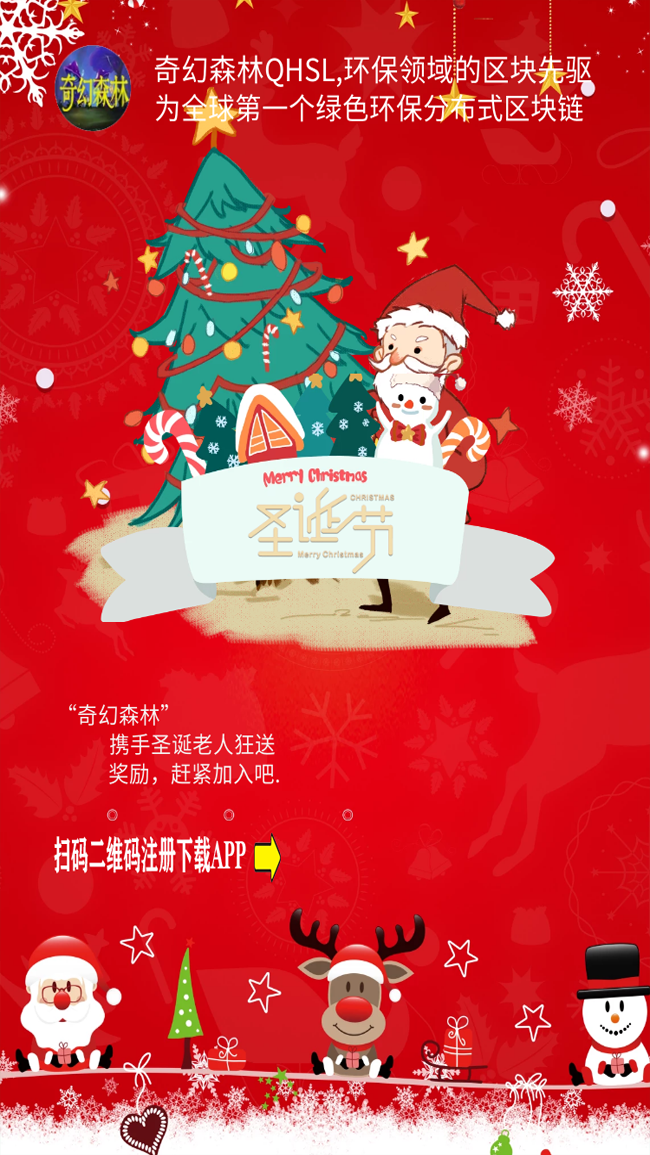 奇幻森林
奇幻森林QHSL,环保领域的区块先驱
为全球第一个绿色环保分布式区块链
Merry Christmas
CHRISTMAS
圣诞节
Merry Christmas
“奇幻森林”
携手圣诞老人狂送
奖励，赶紧加入吧.
扫码二维码注册下载APP